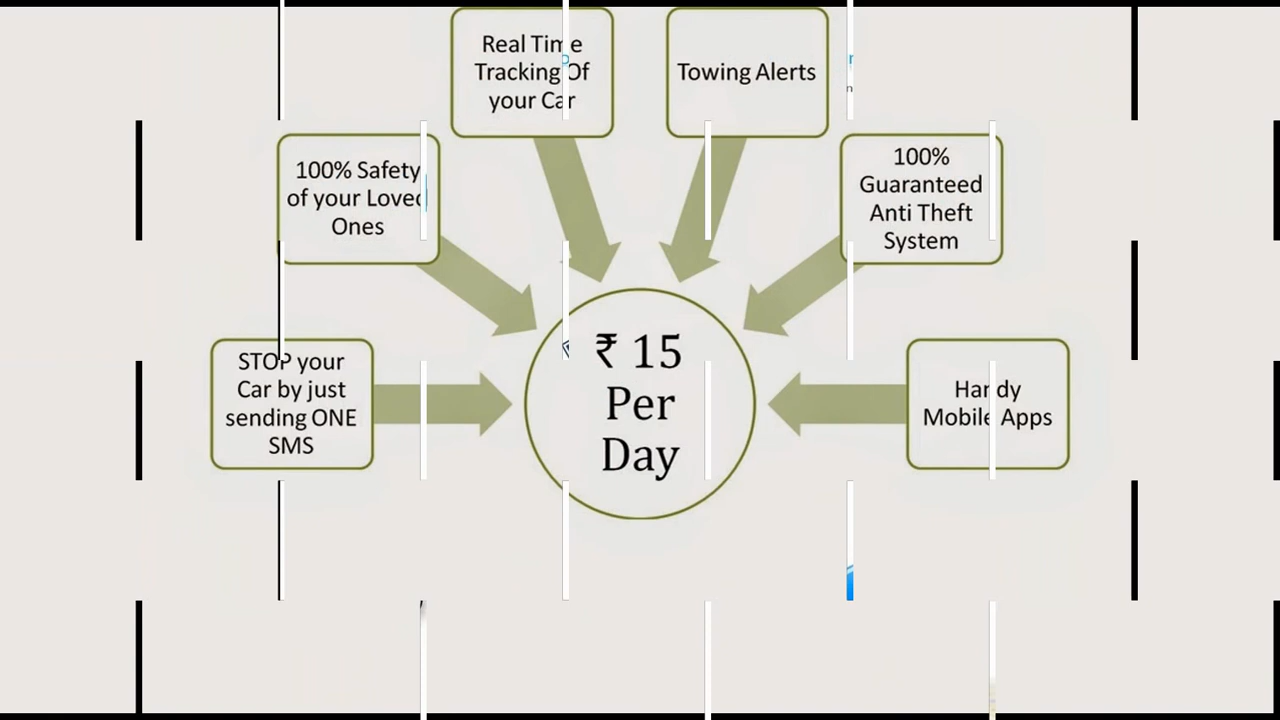 Real Time
Tracking Of
your Car
Towing Alerts
100% Safety
of your Loved
Ones
100%
Guaranteed
Anti Theft
System
STOP your
Car by just
sending ONE
SMS
₹ 15
Per
Day
Handy
Mobile Apps